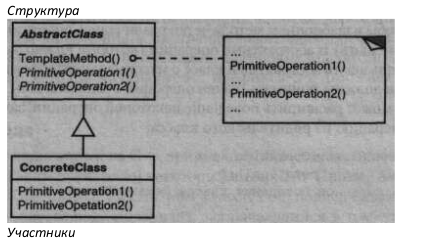 Структура
AbstractClass
TemplateMethod()
PrimitiveOperation1()
PrimitiveOperation2()
...
PrimitiveOperation1()
...
PrimitiveOperation2()
...
ConcreteClass
PrimitiveOperation1()
PrimitiveOpetation2()
Участники